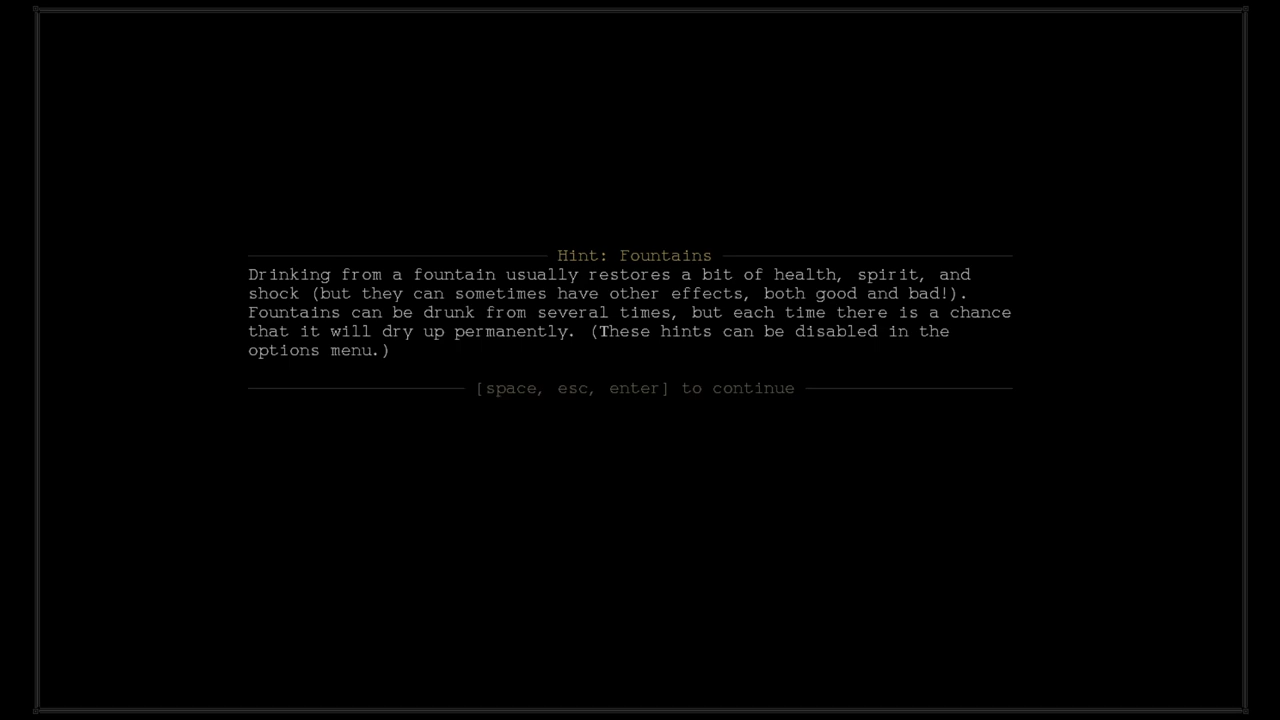 Hint: Fountains
Drinking from a fountain usually restores a bit of health, spirit, and
shock (but they can sometimes have other effects, both good and bad!).
Fountains can be drunk from several times, but each time there is a chance
that it will dry up permanently. (These hints can be disabled in the
options menu.)
[space, esc, enter] to continue